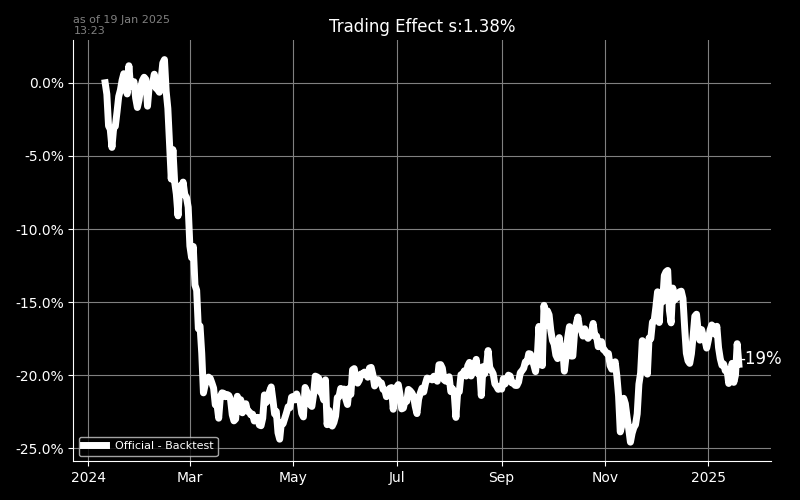 as of 19 Jan 2025
13:23
Trading Effect s:1.38%
0.0%
-5.0%
-10.0%
-15.0%
-20.0%
-25.0%
-19%
Official - Backtest
2024 Mar May Jul Sep Nov 2025